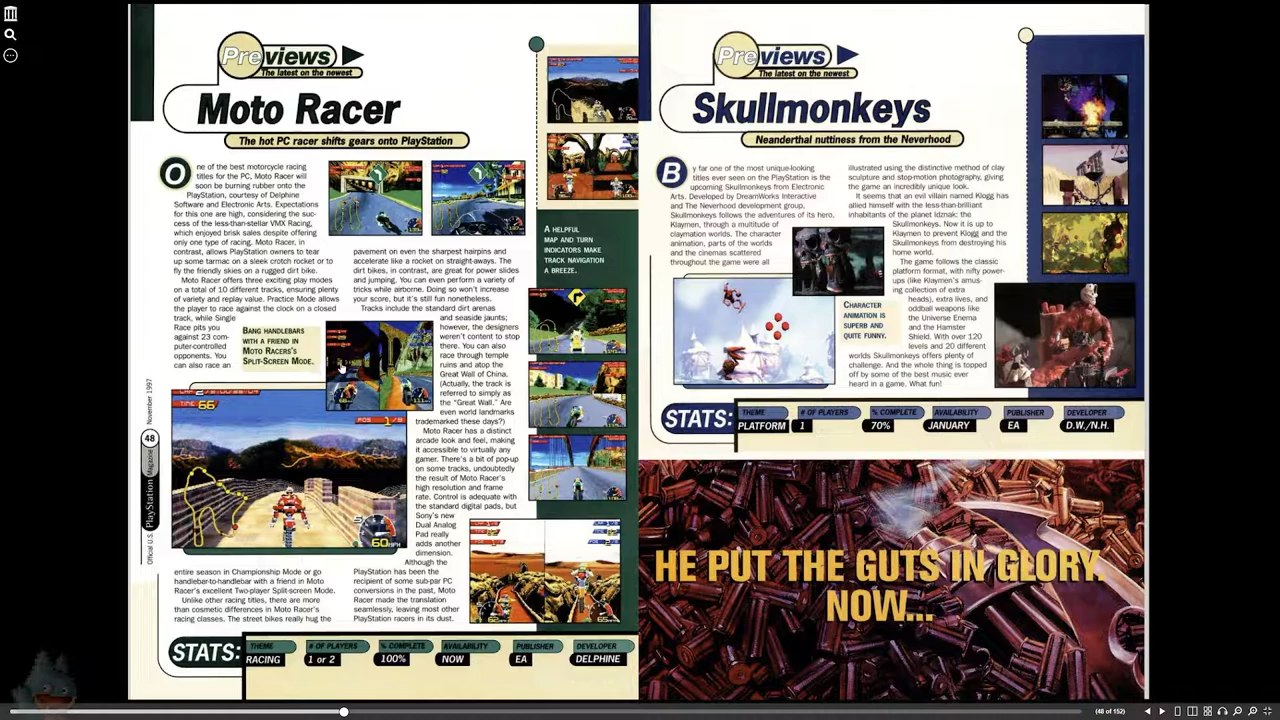 Previews
The latest on the newest
Moto Racer
The hot PC racer shifts gears onto PlayStation
One of the best motorcycle racing
titles for the PC, Moto Racer will
soon be burning rubber onto the
PlayStation, courtesy of Delphine
Software and Electronic Arts. Expectations
for this one are high, considering the suc-
cess of the less-than-stellar VMX Racing,
which enjoyed brisk sales despite offering
only one type of racing. Moto Racer, in
contrast, allows PlayStation owners to tear
up some tarmac on a sleek crotch rocket or to
fly the friendly skies on a rugged dirt bike.
Moto Racer offers three exciting play modes
on a total of 10 different tracks, ensuring plenty
of variety and replay value. Practice Mode allows
the player to race against the clock on a closed
track, while Single
Race pits you
against 23 com-
puter-controlled
opponents. You
can also race an
BANG HANDLEBARS
WITH A FRIEND IN
MOTO RACERS'S
SPLIT-SCREEN MODE.
entire season in Championship Mode or go
handlebar-to-handlebar with a friend in Moto
Racer's excellent Two-player Split-screen Mode.
Unlike other racing titles, there are more
than cosmetic differences in Moto Racer's
racing classes. The street bikes really hug the
pavement on even the sharpest hairpins and
accelerate like a rocket on straight-aways. The
dirt bikes, in contrast, are great for power slides
and jumping. You can even perform a variety of
tricks while airborne. Doing so won't increase
your score, but it's still fun nonetheless.
Tracks include the standard dirt arenas
and seaside jaunts;
however, the designers
weren't content to stop
there. You can also
race through temple
ruins and atop the
Great Wall of China.
(Actually, the track is
referred to simply as
the "Great Wall." Are
even world landmarks
trademarked these days?)
Moto Racer has a distinct
arcade look and feel, making
it accessible to virtually any
gamer. There's a bit of pop-up
on some tracks, undoubtedly
the result of Moto Racer's
high resolution and frame
rate. Control is adequate with
the standard digital pads, but
Sony's new
Dual Analog
Pad really
adds another
dimension.
Although the
PlayStation has been the
recipient of some sub-par PC
conversions in the past, Moto
Racer made the translation
seamlessly, leaving most other
PlayStation racers in its dust.
A HELPFUL
MAP AND TURN
INDICATORS MAKE
TRACK NAVIGATION
A BREEZE.
TIME 66
POS 1/8
60 MPH
November 1997
48
Official U.S. PlayStation Magazine
STATS:
THEME # OF PLAYERS % COMPLETE AVAILABILITY PUBLISHER DEVELOPER
RACING 1 or 2 100% NOW EA DELPHINE
Previews
The latest on the newest
Skullmonkeys
Neanderthal nuttiness from the Neverhood
By far one of the most unique-looking
titles ever seen on the PlayStation is the
upcoming Skullmonkeys from Electronic
Arts. Developed by DreamWorks Interactive
and The Neverhood development group,
Skullmonkeys follows the adventures of its hero,
Klaymen, through a multitude of
claymation worlds. The character
animation, parts of the worlds
and the cinemas scattered
throughout the game were all
illustrated using the distinctive method of clay
sculpture and stop-motion photography, giving
the game an incredibly unique look.
It seems that an evil villain named Klogg has
allied himself with the less-than-brilliant
inhabitants of the planet Idznak: the
Skullmonkeys. Now it is up to
Klaymen to prevent Klogg and the
Skullmonkeys from destroying his
home world.
The game follows the classic
platform format, with nifty power-
ups (like Klaymen's amus-
ing collection of extra
heads), extra lives, and
oddball weapons like
the Universe Enema
and the Hamster
Shield. With over 120
levels and 20 different
worlds Skullmonkeys offers plenty of
challenge. And the whole thing is topped
off by some of the best music ever
heard in a game. What fun!
CHARACTER
ANIMATION IS
SUPERB AND
QUITE FUNNY.
STATS:
THEME # OF PLAYERS % COMPLETE AVAILABILITY PUBLISHER DEVELOPER
PLATFORM 1 70% JANUARY EA D.W./N.H.
HE PUT THE GUTS IN GLORY.
NOW...
(48 of 152)